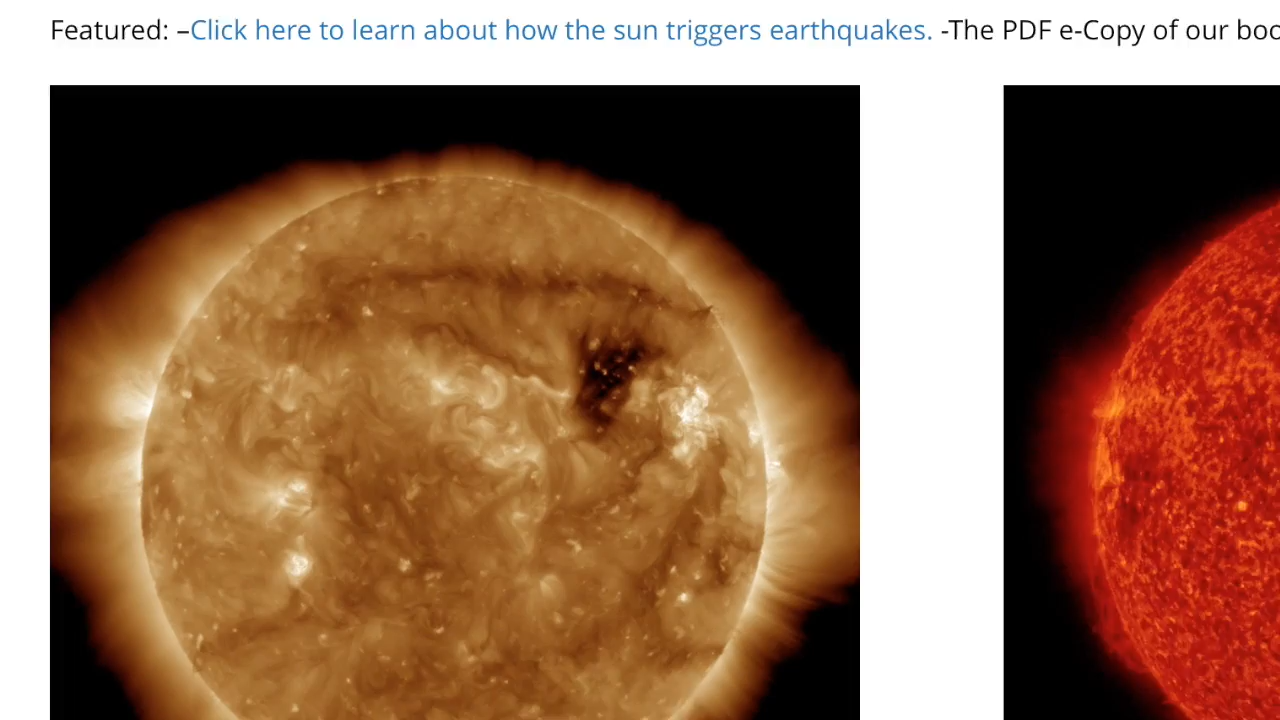 Featured: –Click here to learn about how the sun triggers earthquakes. -The PDF e-Copy of our boo